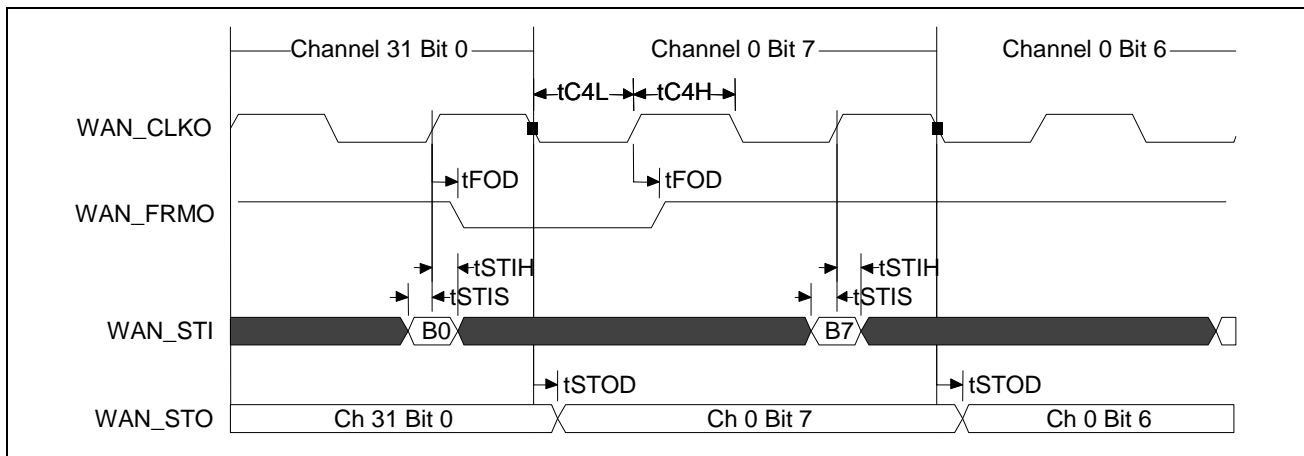 Channel 31 Bit 0 Channel 0 Bit 7 Channel 0 Bit 6
tC4L tC4H
WAN_CLKO
tFOD tFOD
WAN_FRMO
tSTIH tSTIH
tSTIS tSTIS
WAN_STI B0 B7
tSTOD tSTOD
WAN_STO Ch 31 Bit 0 Ch 0 Bit 7 Ch 0 Bit 6